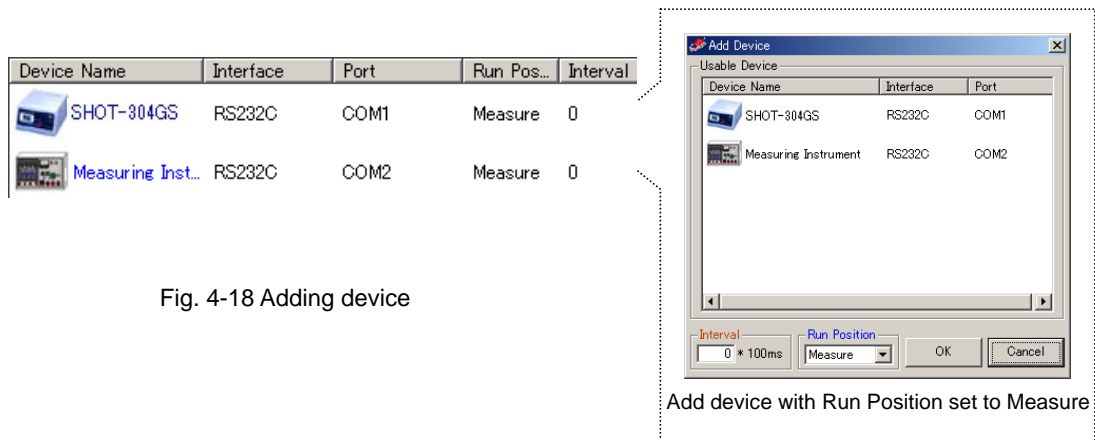 Device Name Interface Port Run Pos... Interval
SHOT-304GS RS232C COM1 Measure 0
Measuring Inst... RS232C COM2 Measure 0
Fig. 4-18 Adding device
Add Device
Usable Device
Device Name Interface Port
SHOT-304GS RS232C COM1
Measuring Instrument RS232C COM2
Interval Run Position
0 * 100ms Measure OK Cancel
Add device with Run Position set to Measure